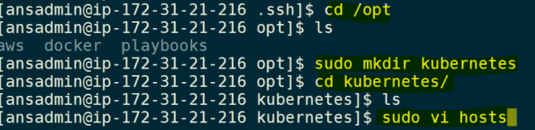 [ansadmin@ip-172-31-21-216 .ssh]$ cd /opt
[ansadmin@ip-172-31-21-216 opt]$ ls
aws  docker  playbooks
[ansadmin@ip-172-31-21-216 opt]$ sudo mkdir kubernetes
[ansadmin@ip-172-31-21-216 opt]$ cd kubernetes/
[ansadmin@ip-172-31-21-216 kubernetes]$ ls
[ansadmin@ip-172-31-21-216 kubernetes]$ sudo vi hosts